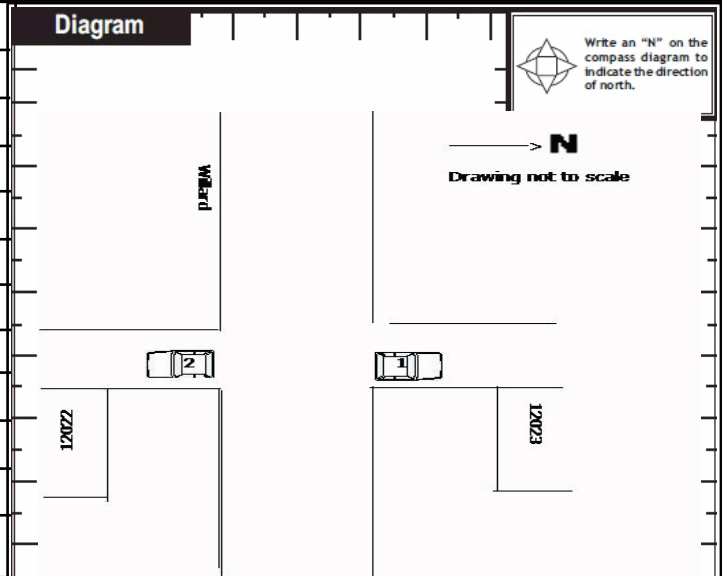 Diagram
Write an “N” on the
compass diagram to
indicate the direction
of north.
N
Drawing not to scale
Willard
2
1
12022
12023